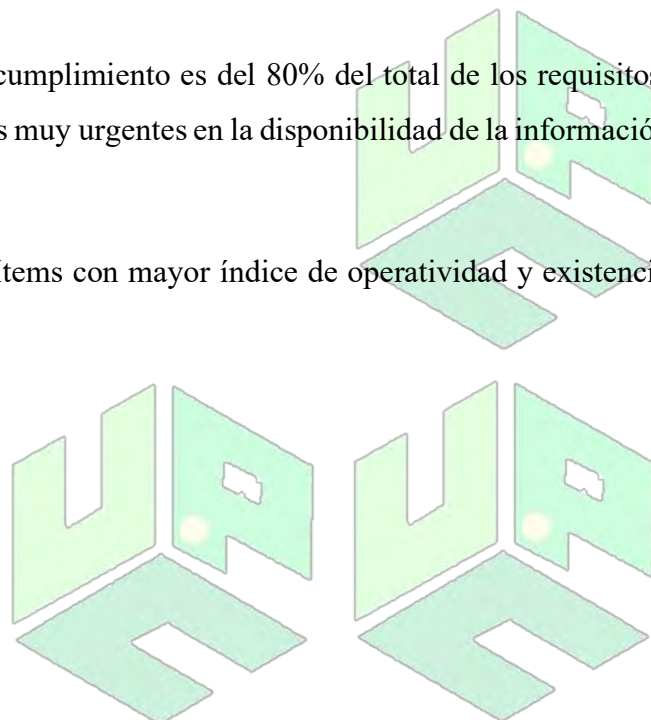 cumplimiento es del 80% del total de los requisitos
s muy urgentes en la disponibilidad de la informació
Ítems con mayor índice de operatividad y existenci